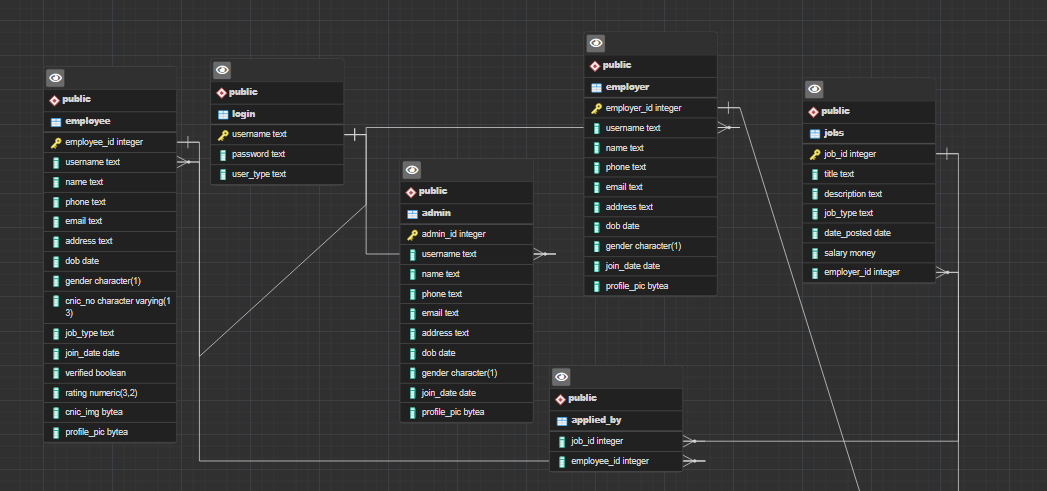 public
employee
employee_id integer
username text
name text
phone text
email text
address text
dob date
gender character(1)
cnic_no character varying(1
3)
job_type text
join_date date
verified boolean
rating numeric(3,2)
cnic_img bytea
profile_pic bytea
public
login
username text
password text
user_type text
public
admin
admin_id integer
username text
name text
phone text
email text
address text
dob date
gender character(1)
join_date date
profile_pic bytea
public
employer
employer_id integer
username text
name text
phone text
email text
address text
dob date
gender character(1)
join_date date
profile_pic bytea
public
applied_by
job_id integer
employee_id integer
public
jobs
job_id integer
title text
description text
job_type text
date_posted date
salary money
employer_id integer